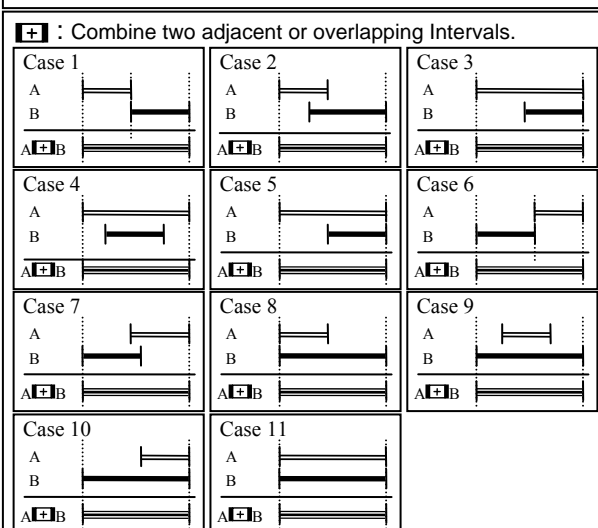 [+] : Combine two adjacent or overlapping Intervals.
Case 1
A
B
A[+]B
Case 2
A
B
A[+]B
Case 3
A
B
A[+]B
Case 4
A
B
A[+]B
Case 5
A
B
A[+]B
Case 6
A
B
A[+]B
Case 7
A
B
A[+]B
Case 8
A
B
A[+]B
Case 9
A
B
A[+]B
Case 10
A
B
A[+]B
Case 11
A
B
A[+]B